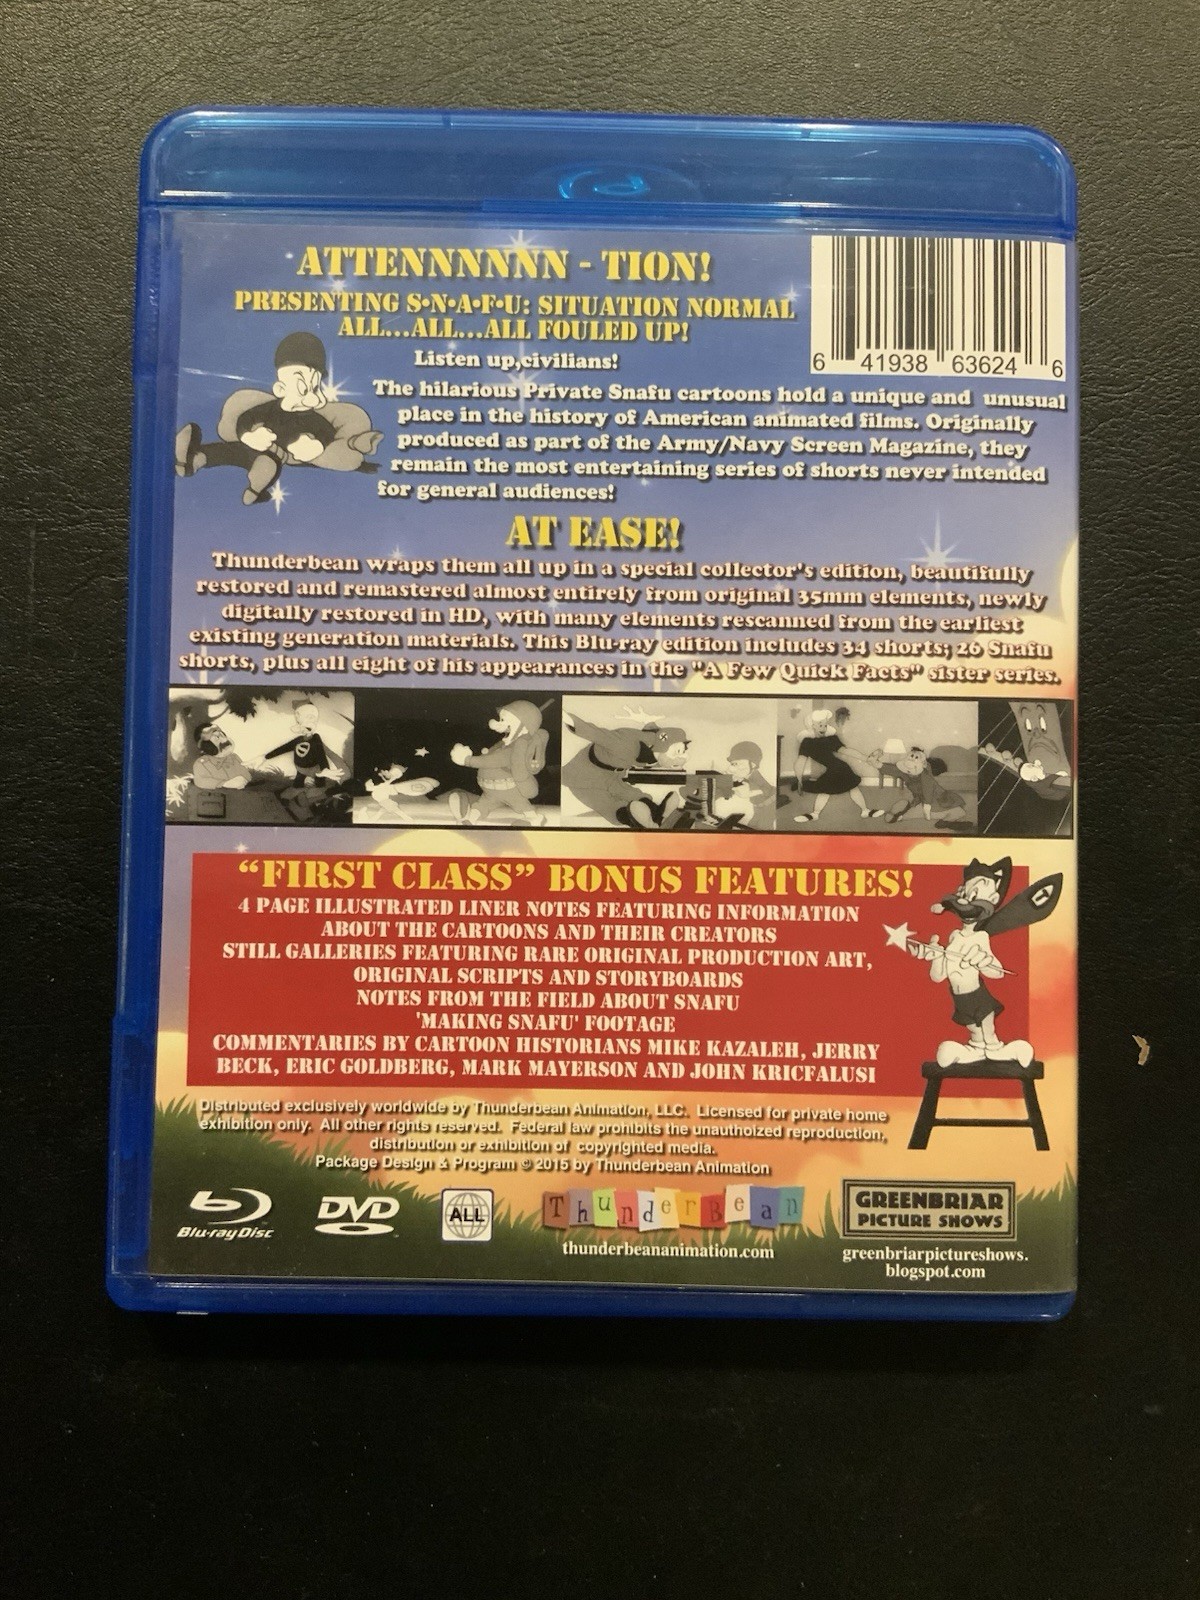 ATTENNNNNN - TION!
PRESENTING S•N•A•F•U: SITUATION NORMAL
ALL...ALL...ALL FOULED UP!
Listen up,civilians!
The hilarious Private Snafu cartoons hold a unique and unusual
place in the history of American animated films. Originally
produced as part of the Army/Navy Screen Magazine, they
remain the most entertaining series of shorts never intended
for general audiences!
6 41938 63624 6
AT EASE!
Thunderbean wraps them all up in a special collector's edition, beautifully
restored and remastered almost entirely from original 35mm elements, newly
digitally restored in HD, with many elements rescanned from the earliest
existing generation materials. This Blu-ray edition includes 34 shorts; 26 Snafu
shorts, plus all eight of his appearances in the "A Few Quick Facts" sister series.
"FIRST CLASS" BONUS FEATURES!
4 PAGE ILLUSTRATED LINER NOTES FEATURING INFORMATION
ABOUT THE CARTOONS AND THEIR CREATORS
STILL GALLERIES FEATURING RARE ORIGINAL PRODUCTION ART,
ORIGINAL SCRIPTS AND STORYBOARDS
NOTES FROM THE FIELD ABOUT SNAFU
'MAKING SNAFU' FOOTAGE
COMMENTARIES BY CARTOON HISTORIANS MIKE KAZALEH, JERRY
BECK, ERIC GOLDBERG, MARK MAYERSON AND JOHN KRICFALUSI
Distributed exclusively worldwide by Thunderbean Animation, LLC. Licensed for private home
exhibition only. All other rights reserved. Federal law prohibits the unauthoized reproduction,
distribution or exhibition of copyrighted media.
Package Design & Program © 2015 by Thunderbean Animation
Blu-ray Disc
DVD
ALL
ThunderBean
thunderbeananimation.com
GREENBRIAR
PICTURE SHOWS
greenbriarpictureshows.
blogspot.com